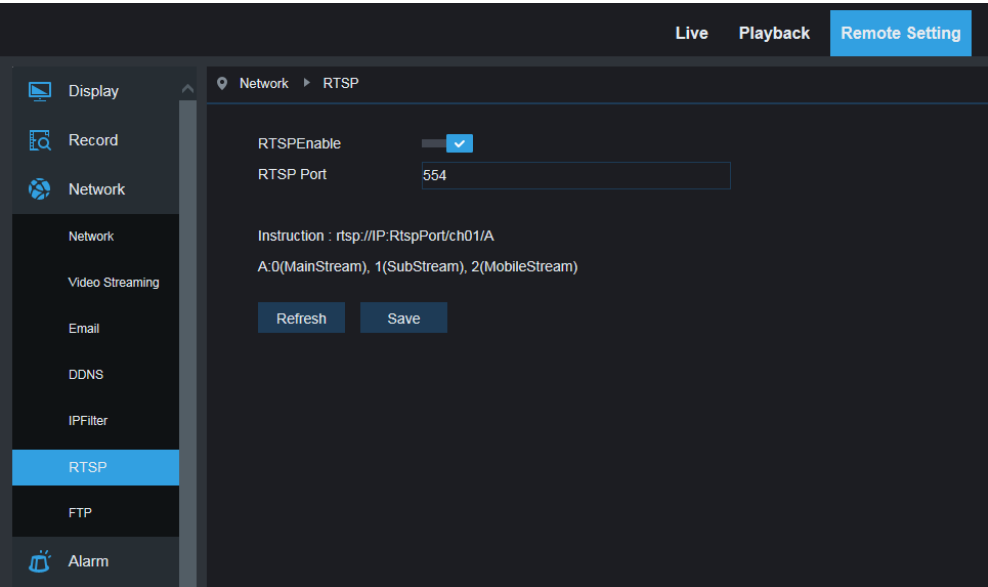 Live Playback Remote Setting
Display
Record
Network
Network
Video Streaming
Email
DDNS
IPFilter
RTSP
FTP
Alarm
Network RTSP
RTSPEnable
RTSP Port 554
Instruction : rtsp://IP:RtspPort/ch01/A
A:0(MainStream), 1(SubStream), 2(MobileStream)
Refresh Save